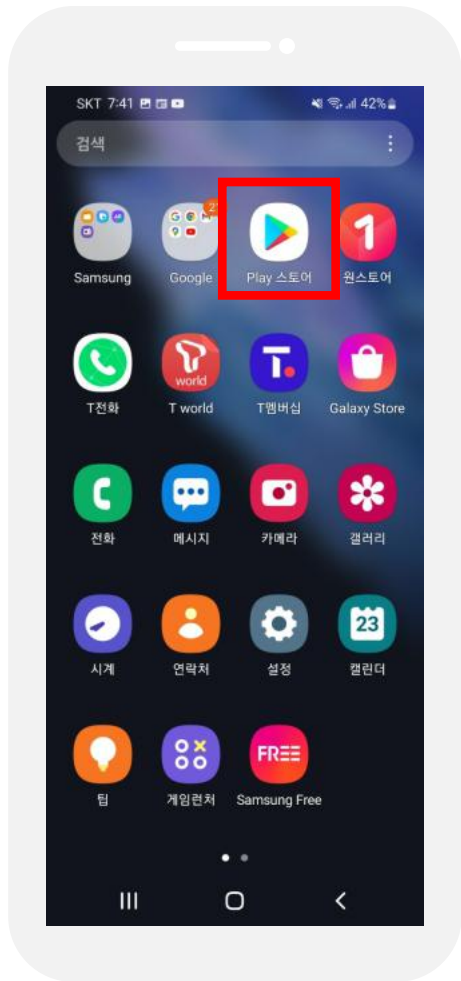 SKT 7:41
42%
검색
Samsung
Google
Play 스토어
원스토어
world
T전화
T world
T멤버십
Galaxy Store
전화
메시지
카메라
갤러리
23
시계
연락처
설정
캘린더
FREE
팁
게임런처
Samsung Free